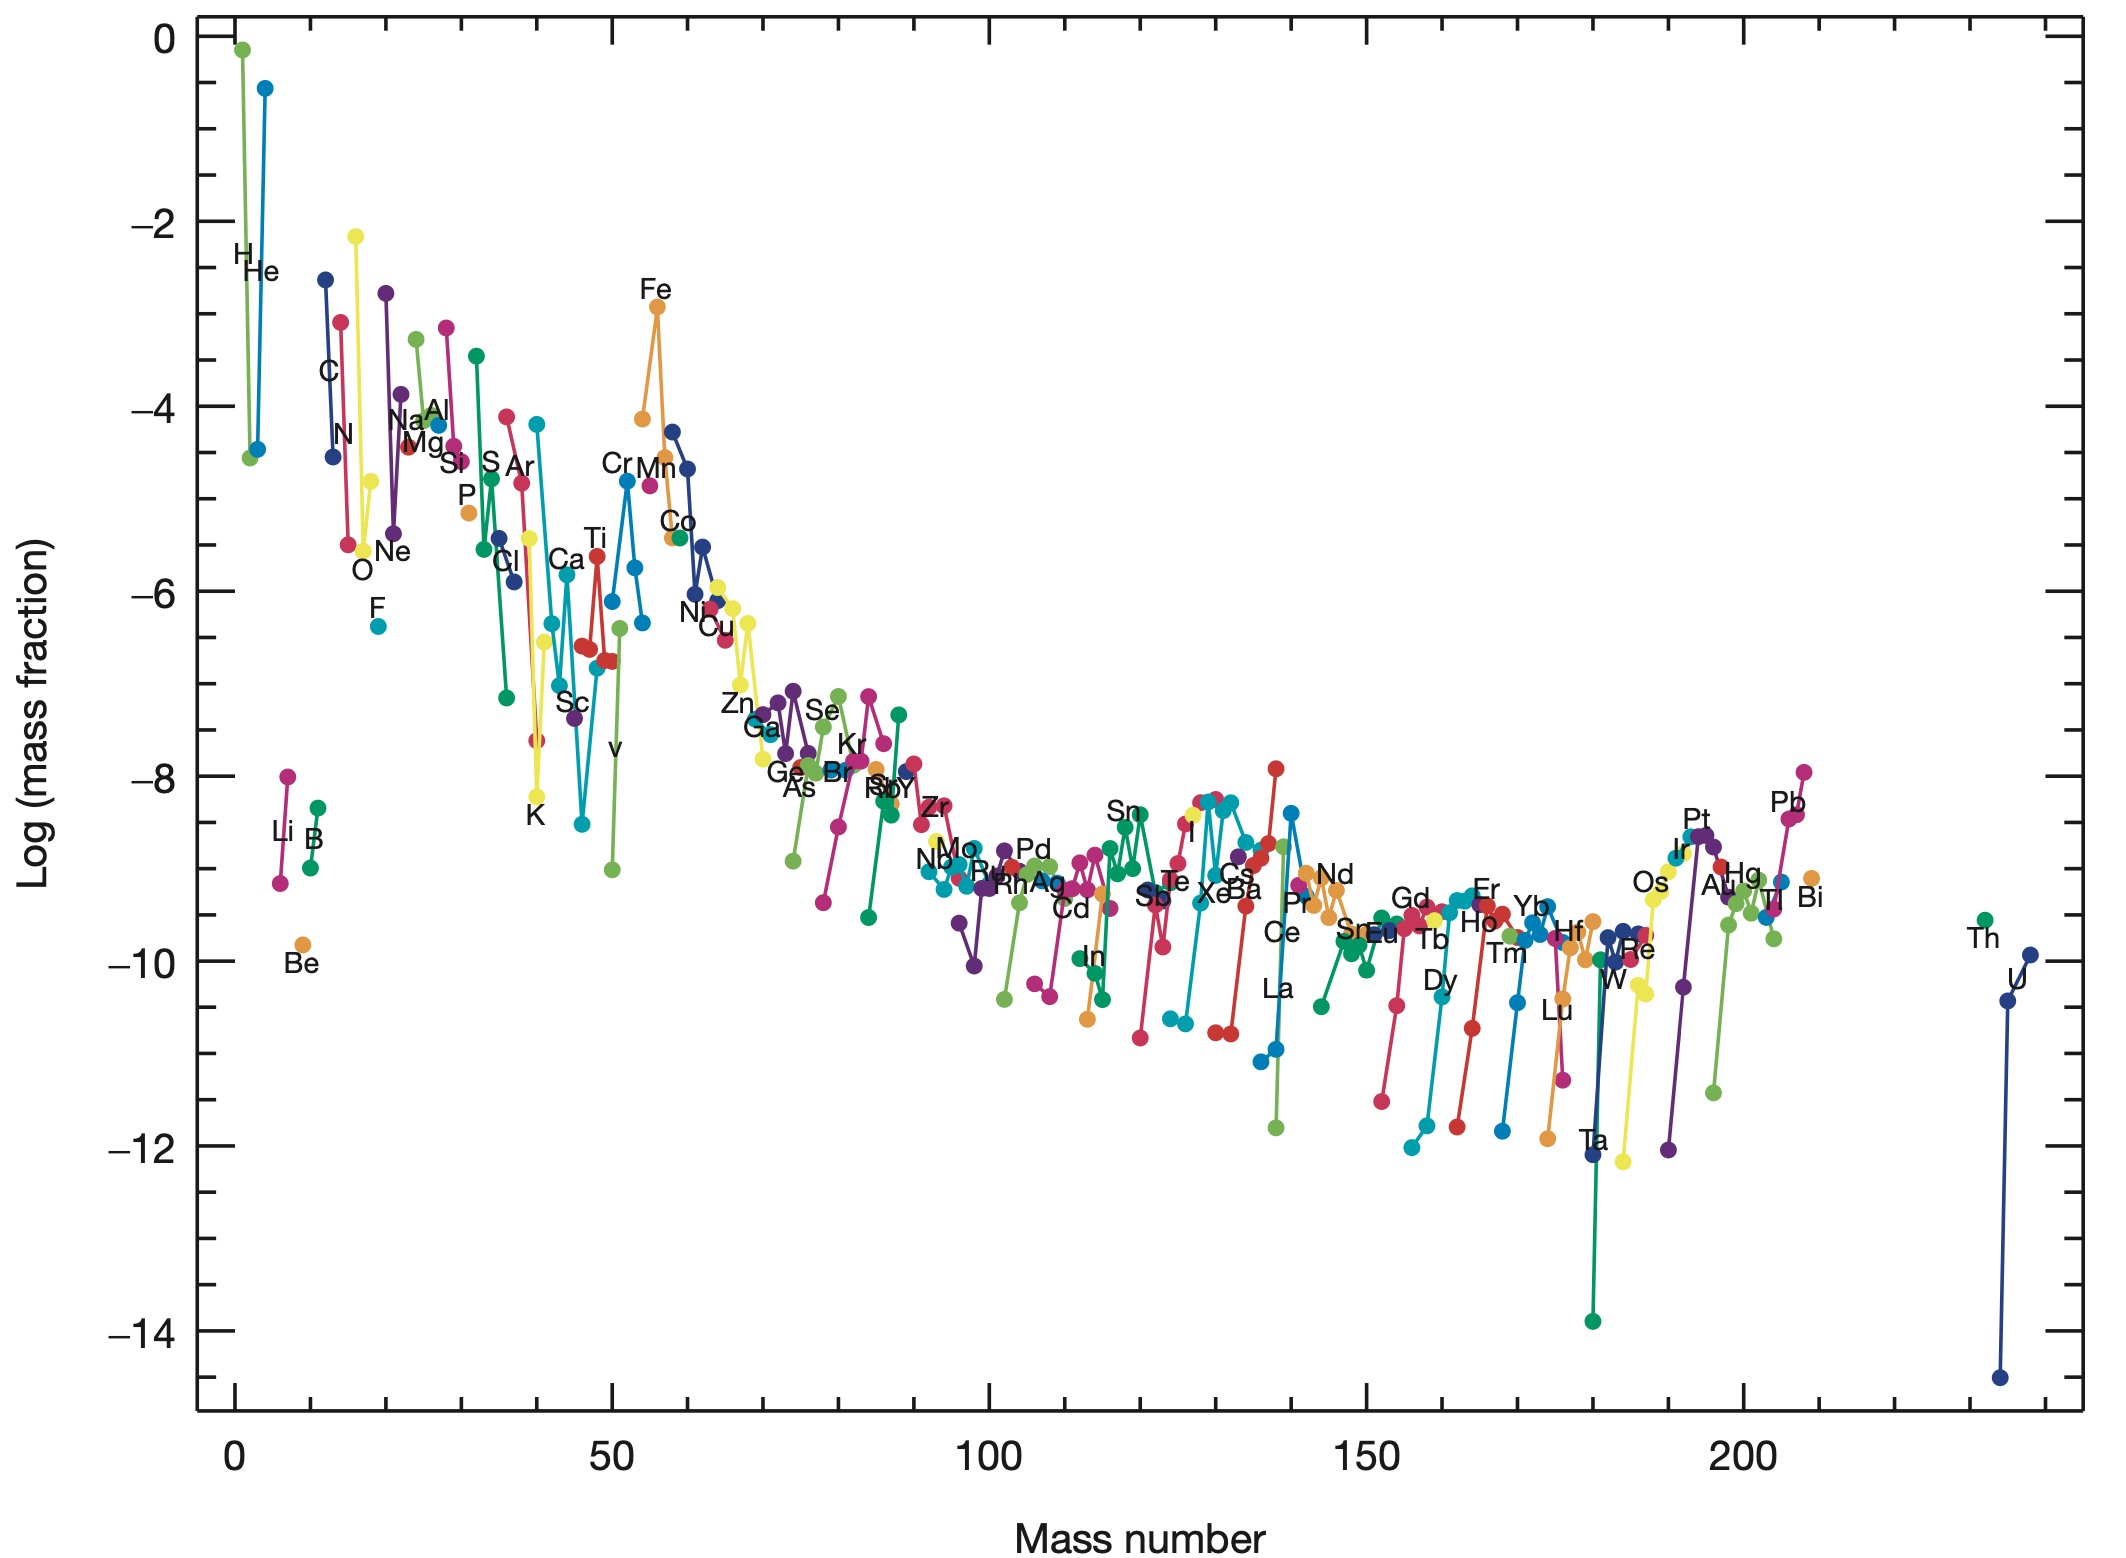 Log (mass fraction)
0
−2
−4
−6
−8
−10
−12
−14
H
He
Li
Be
B
C
N
O
F
Ne
Na
Mg
Al
Si
P
S
Cl
Ar
K
Ca
Sc
Ti
v
Cr
Mn
Fe
Co
Ni
Cu
Zn
Ga
Ge
As
Se
Br
Kr
Rb
Sr
Y
Zr
Nb
Mo
Ru
Rh
Pd
Ag
Cd
In
Sn
Sb
Te
I
Xe
Cs
Ba
La
Ce
Pr
Nd
Sm
Eu
Gd
Tb
Dy
Ho
Er
Tm
Yb
Lu
Hf
Ta
W
Re
Os
Ir
Pt
Au
Hg
Tl
Pb
Bi
Th
U
0
50
100
150
200
Mass number